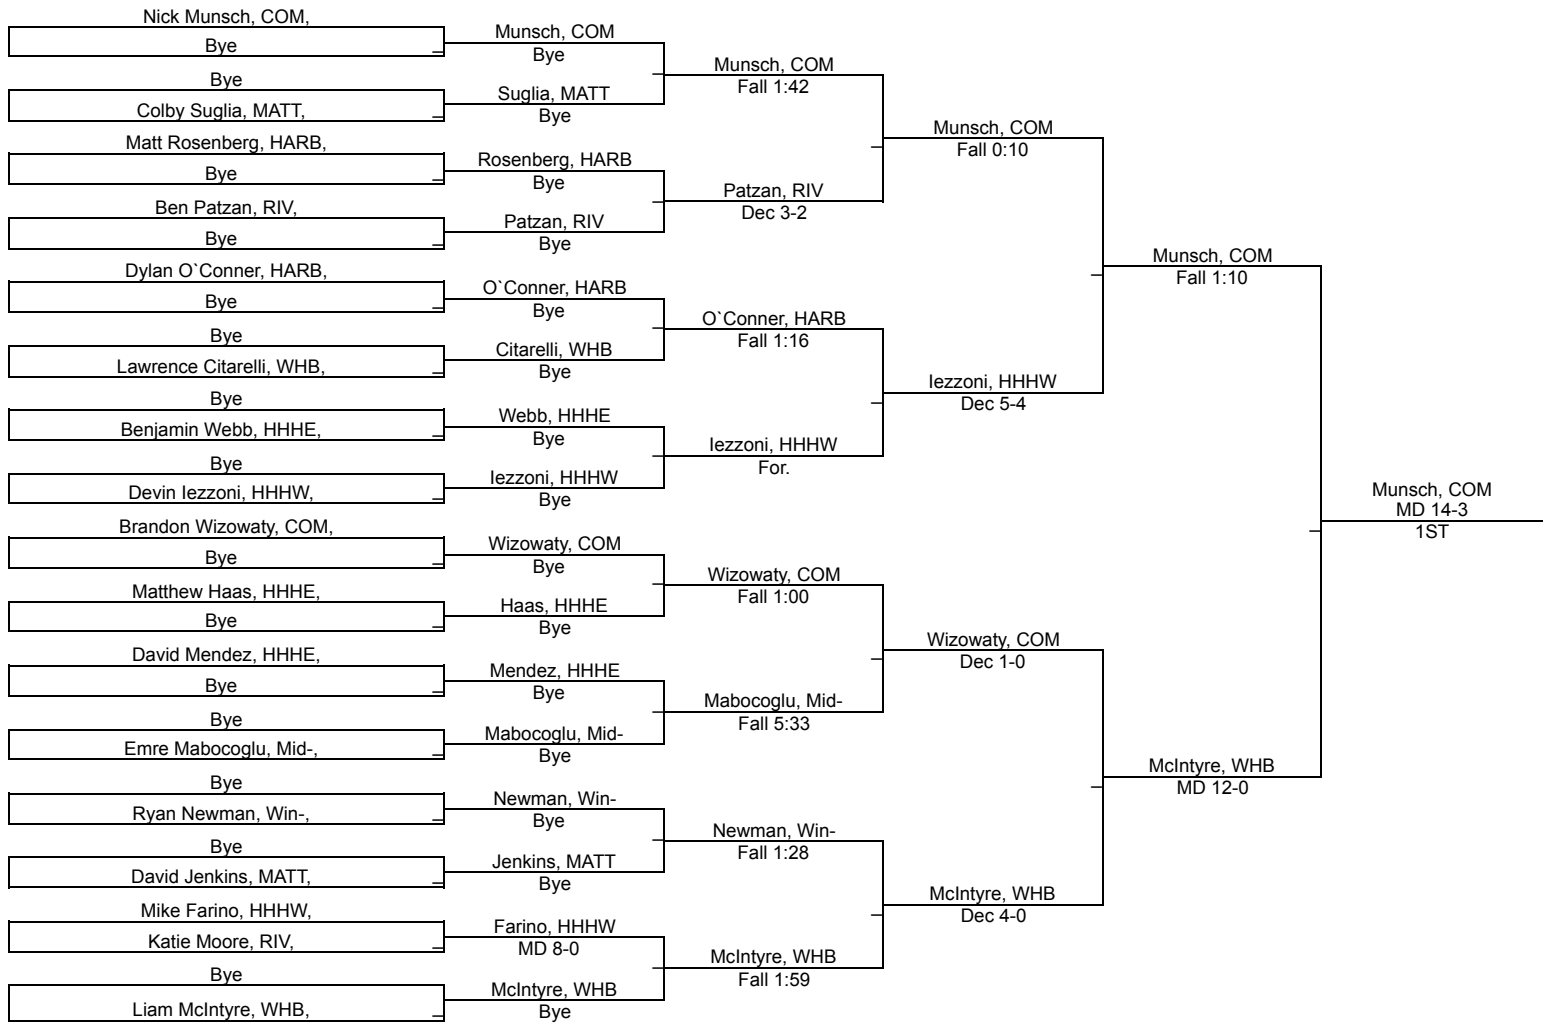 Nick Munsch, COM,
Bye
Bye
Colby Suglia, MATT,
Matt Rosenberg, HARB,
Bye
Ben Patzan, RIV,
Bye
Dylan O`Conner, HARB,
Bye
Bye
Lawrence Citarelli, WHB,
Bye
Benjamin Webb, HHHE,
Bye
Devin Iezzoni, HHHW,
Brandon Wizowaty, COM,
Bye
Matthew Haas, HHHE,
Bye
David Mendez, HHHE,
Bye
Bye
Emre Mabocoglu, Mid-,
Bye
Ryan Newman, Win-,
Bye
David Jenkins, MATT,
Mike Farino, HHHW,
Katie Moore, RIV,
Bye
Liam McIntyre, WHB,
Munsch, COM
Bye
Suglia, MATT
Bye
Rosenberg, HARB
Bye
Patzan, RIV
Bye
O`Conner, HARB
Bye
Citarelli, WHB
Bye
Webb, HHHE
Bye
Iezzoni, HHHW
Bye
Wizowaty, COM
Bye
Haas, HHHE
Bye
Mendez, HHHE
Bye
Mabocoglu, Mid-
Bye
Newman, Win-
Bye
Jenkins, MATT
Bye
Farino, HHHW
MD 8-0
McIntyre, WHB
Bye
Munsch, COM
Fall 1:42
Patzan, RIV
Dec 3-2
O`Conner, HARB
Fall 1:16
Iezzoni, HHHW
For.
Wizowaty, COM
Fall 1:00
Mabocoglu, Mid-
Fall 5:33
Newman, Win-
Fall 1:28
McIntyre, WHB
Fall 1:59
Munsch, COM
Fall 0:10
Iezzoni, HHHW
Dec 5-4
Wizowaty, COM
Dec 1-0
McIntyre, WHB
Dec 4-0
Munsch, COM
Fall 1:10
McIntyre, WHB
MD 12-0
Munsch, COM
MD 14-3
1ST